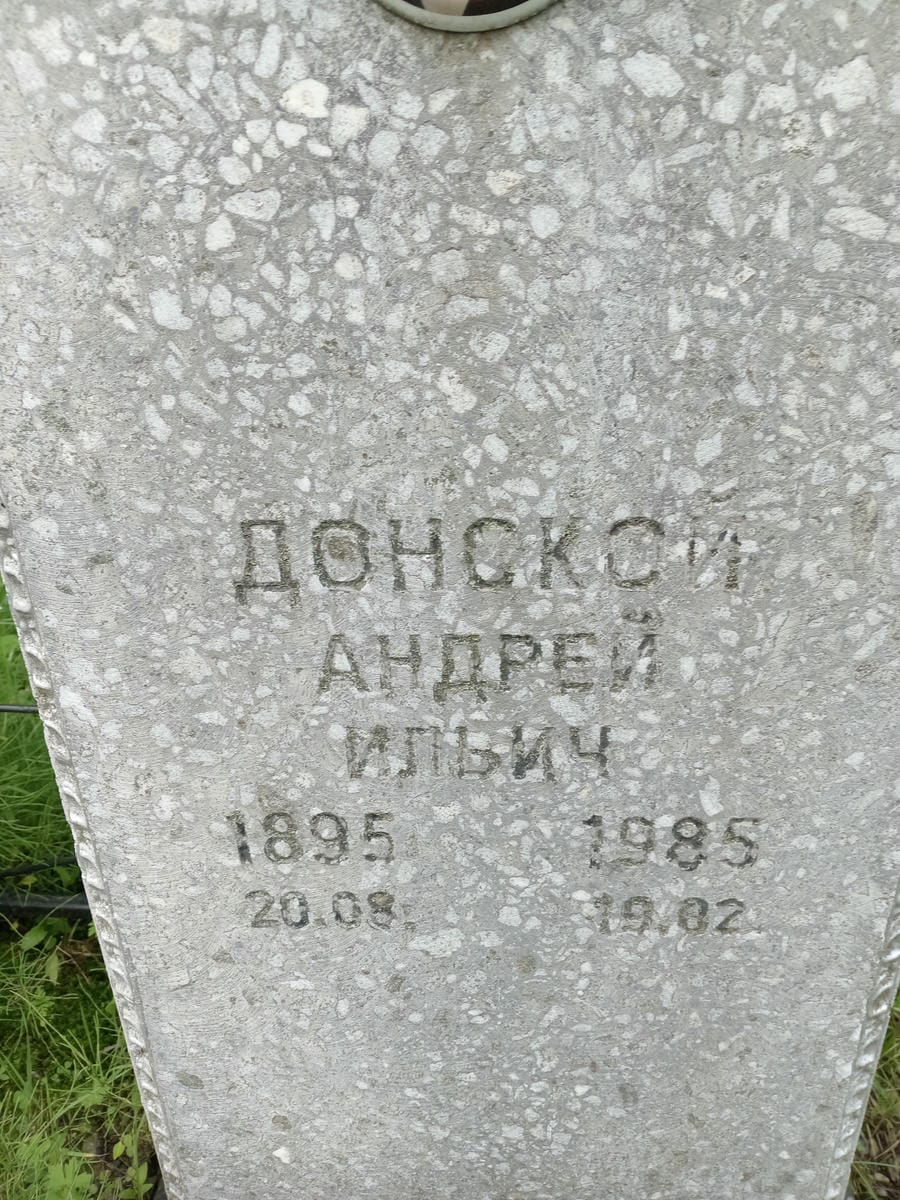 ДОНСКОЙ
АНДРЕЙ
ИЛЬИЧ
1895 1985
20.08. 19.02.